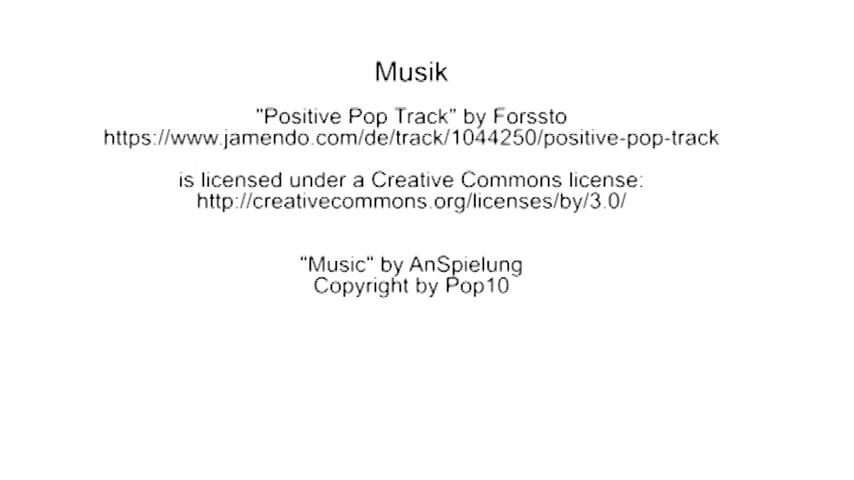 Musik
"Positive Pop Track" by Forssto
https://www.jamendo.com/de/track/1044250/positive-pop-track
is licensed under a Creative Commons license:
http://creativecommons.org/licenses/by/3.0/
"Music" by AnSpielung
Copyright by Pop10